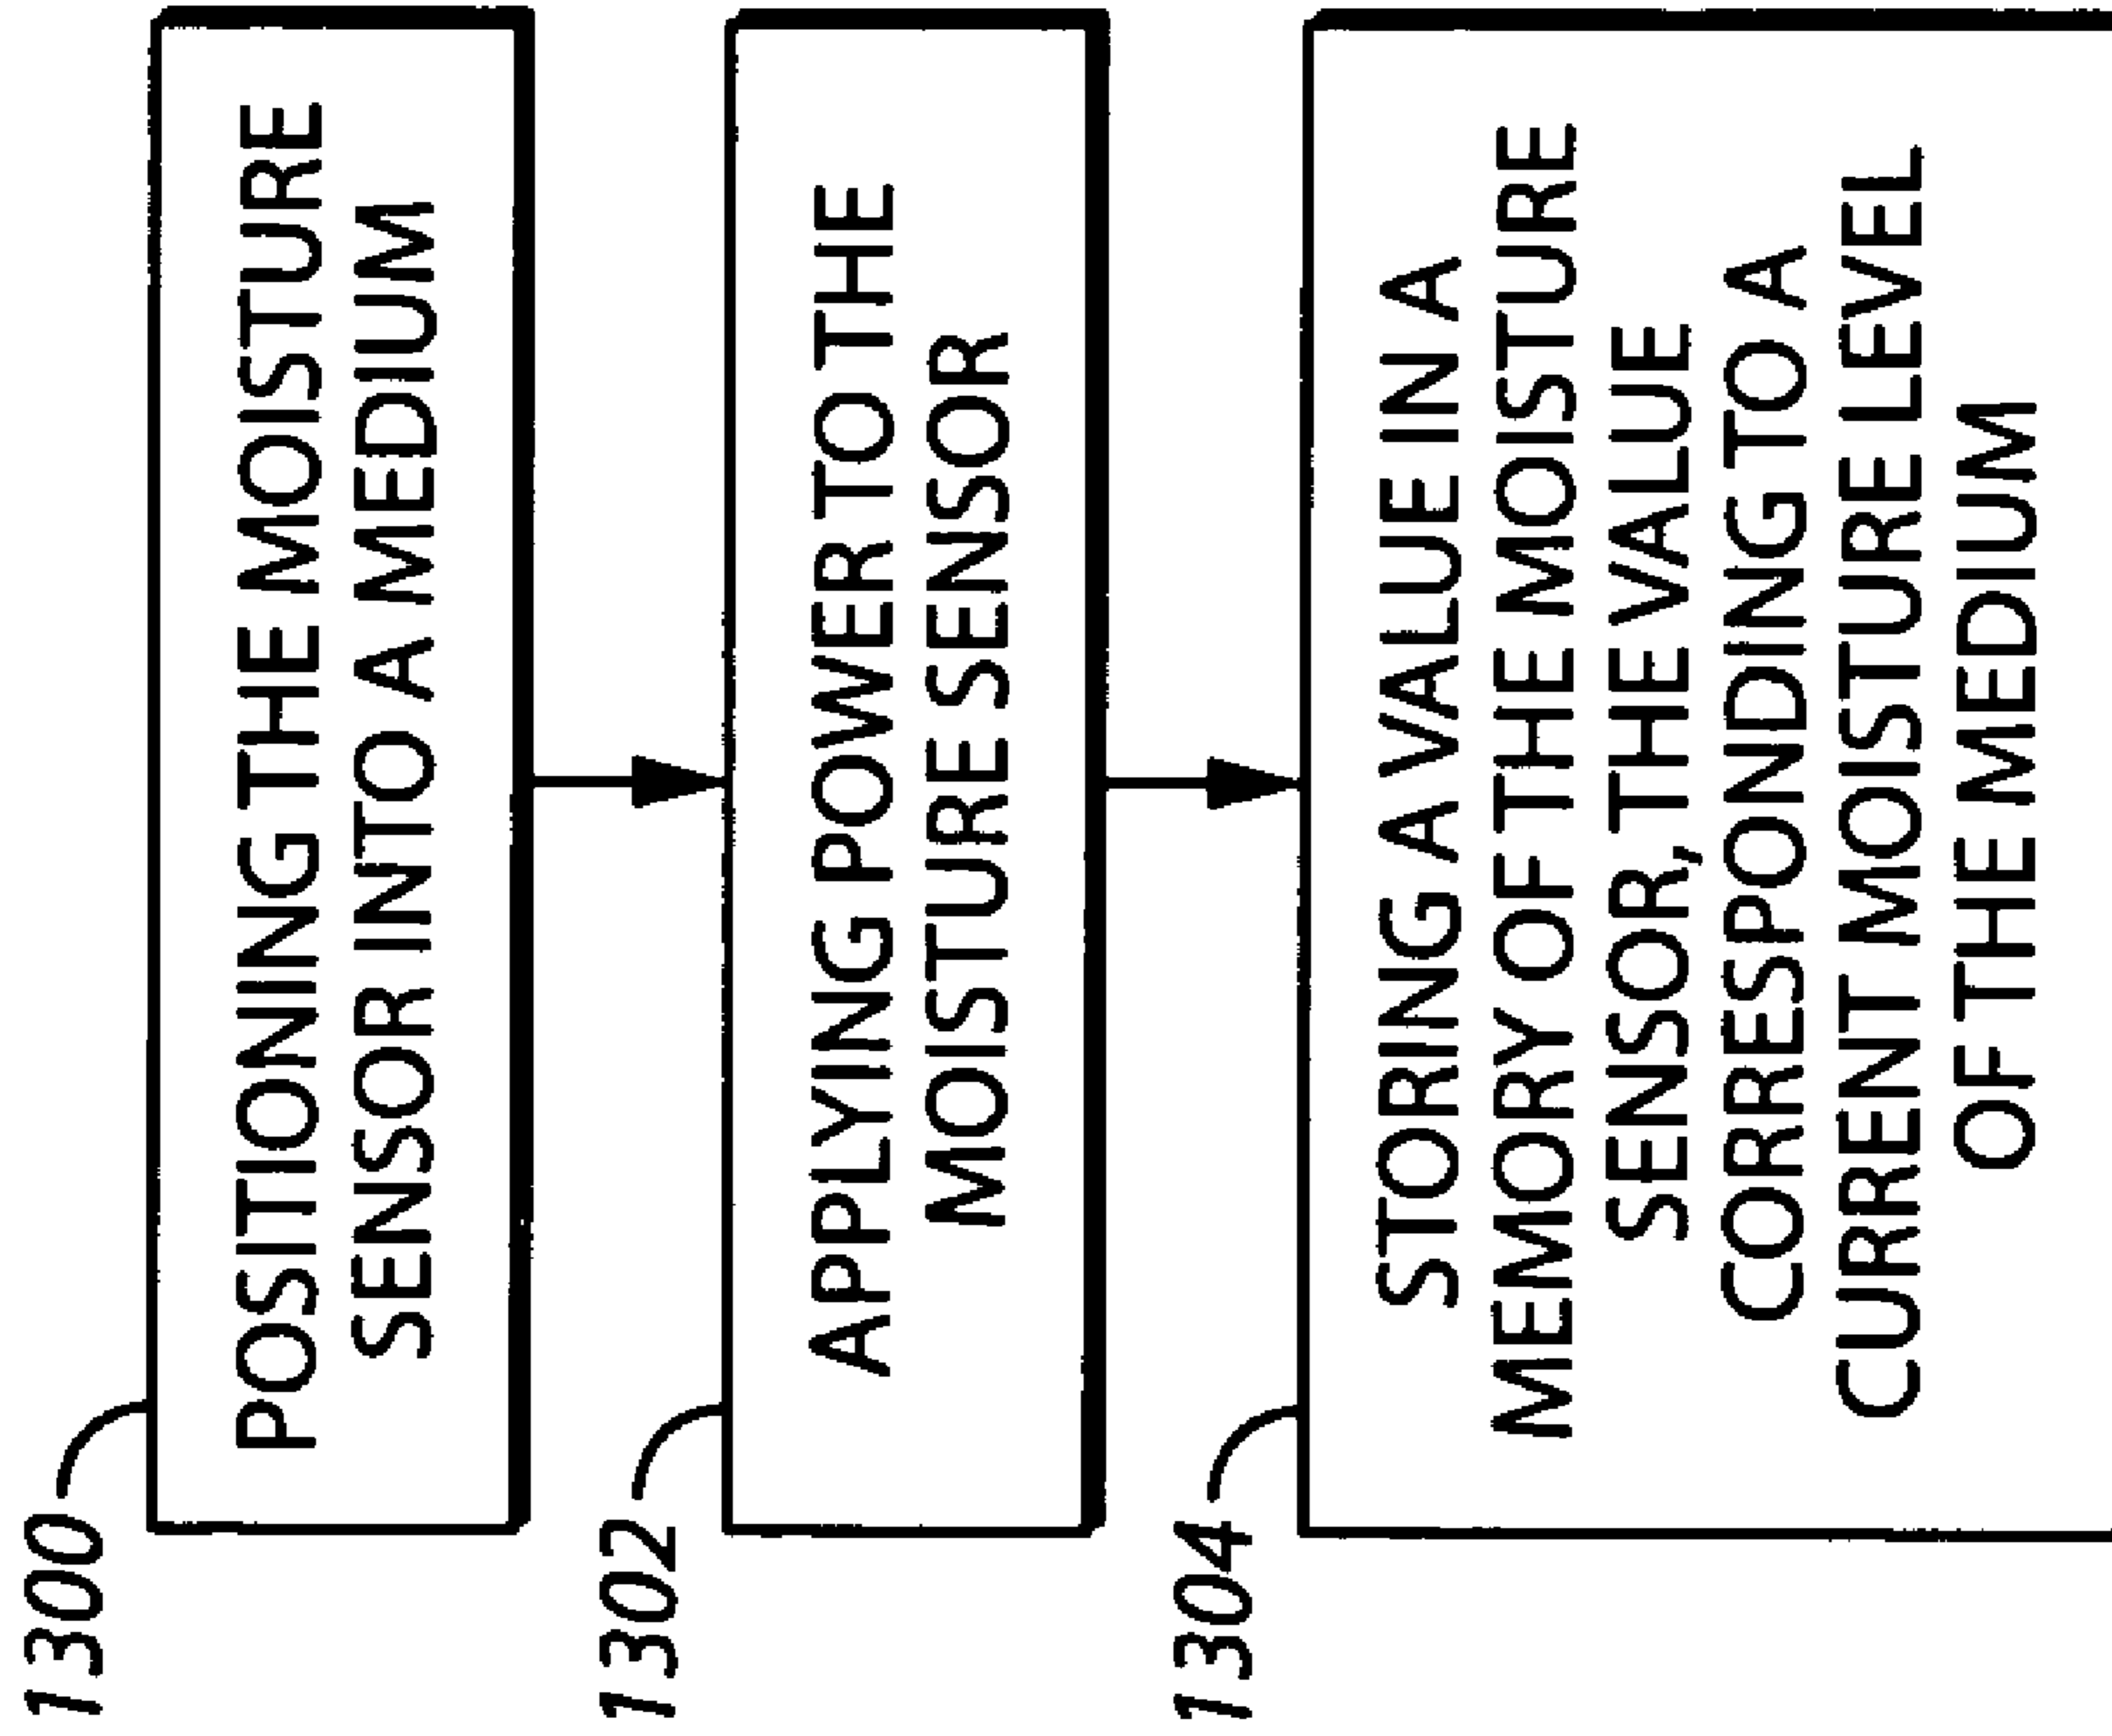 1300
POSITIONING THE MOISTURE
SENSOR INTO A MEDIUM
1302
APPLYING POWER TO THE
MOISTURE SENSOR
1304
STORING A VALUE IN A
MEMORY OF THE MOISTURE
SENSOR, THE VALUE
CORRESPONDING TO A
CURRENT MOISTURE LEVEL
OF THE MEDIUM